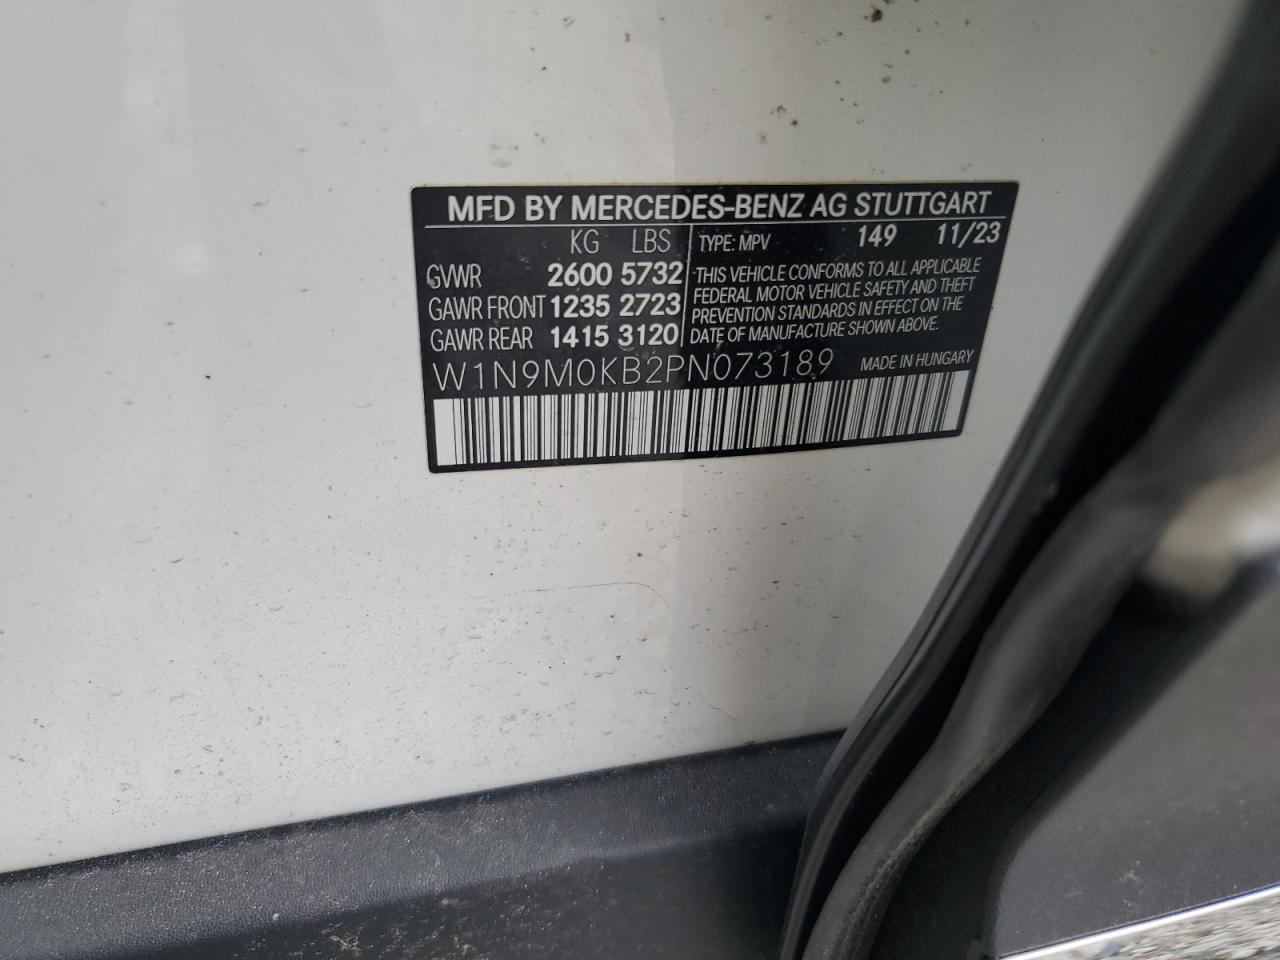 MFD BY MERCEDES-BENZ AG STUTTGART
KG LBS
GVWR 2600 5732
GAWR FRONT 1235 2723
GAWR REAR 1415 3120
TYPE: MPV 149 11/23
THIS VEHICLE CONFORMS TO ALL APPLICABLE
FEDERAL MOTOR VEHICLE SAFETY AND THEFT
PREVENTION STANDARDS IN EFFECT ON THE
DATE OF MANUFACTURE SHOWN ABOVE.
W1N9M0KB2PN073189 MADE IN HUNGARY